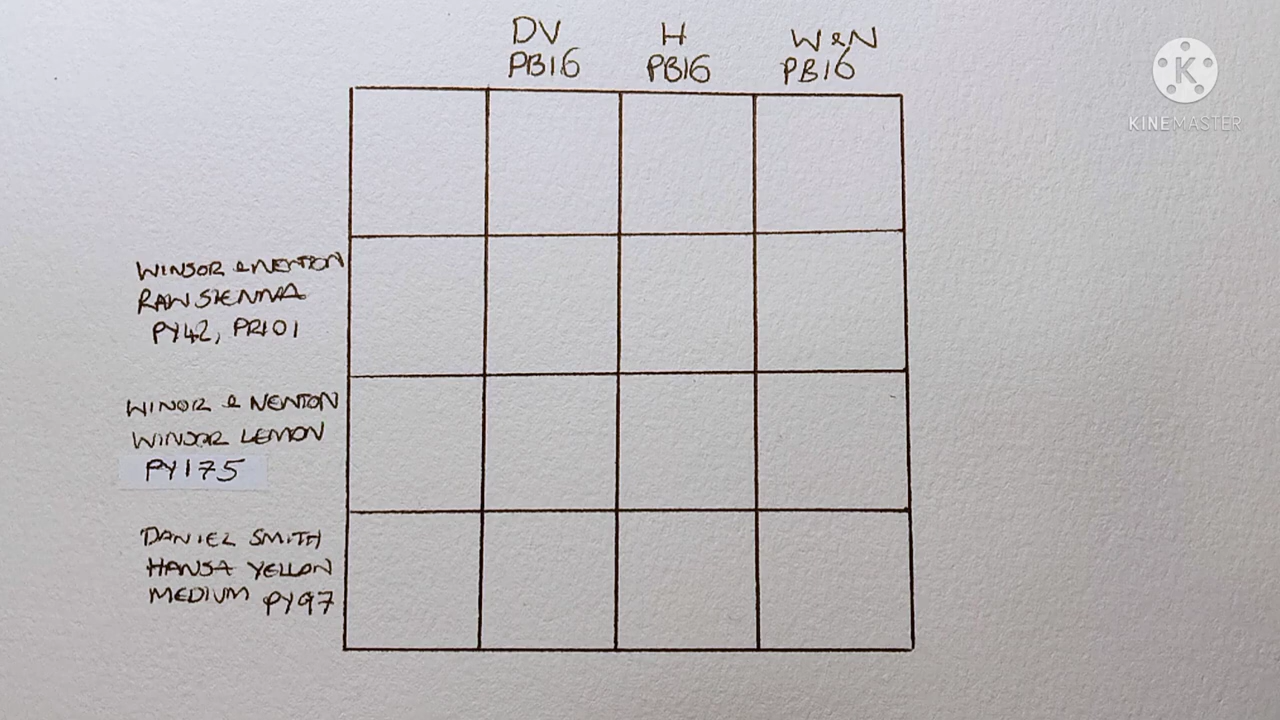 DV
PB16
H
PB16
W&N
PB16
KINEMASTER
WINSOR & NEWTON
RAW SIENNA
PY42, PR101
WINOR & NEWTON
WINSOR LEMON
PY175
DANIEL SMITH
HANSA YELLOW
MEDIUM PY97